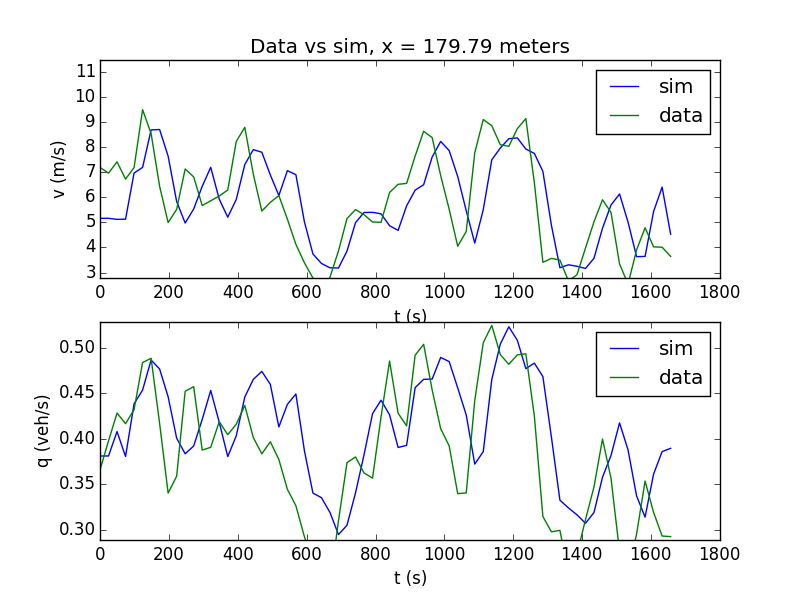 Data vs sim, x = 179.79 meters
11
10
9
8
7
6
5
4
3
v (m/s)
sim
data
0 200 400 600 800 1000 1200 1400 1600 1800
t (s)
0.50
0.45
0.40
0.35
0.30
q (veh/s)
sim
data
0 200 400 600 800 1000 1200 1400 1600 1800
t (s)